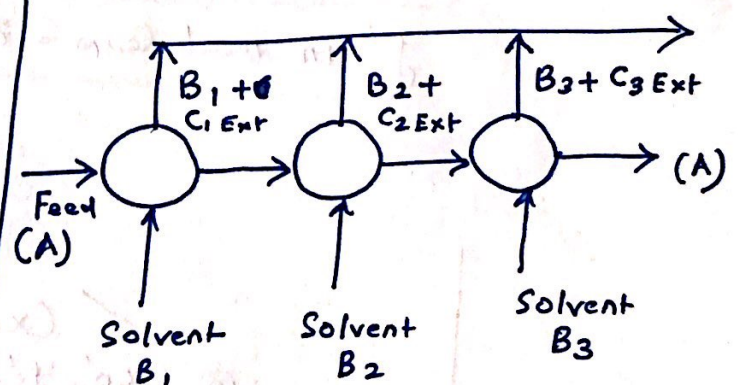 B1 + C1 Ext
B2 + C2 Ext
B3 + C3 Ext
Feed
(A)
(A)
Solvent
B1
Solvent
B2
Solvent
B3